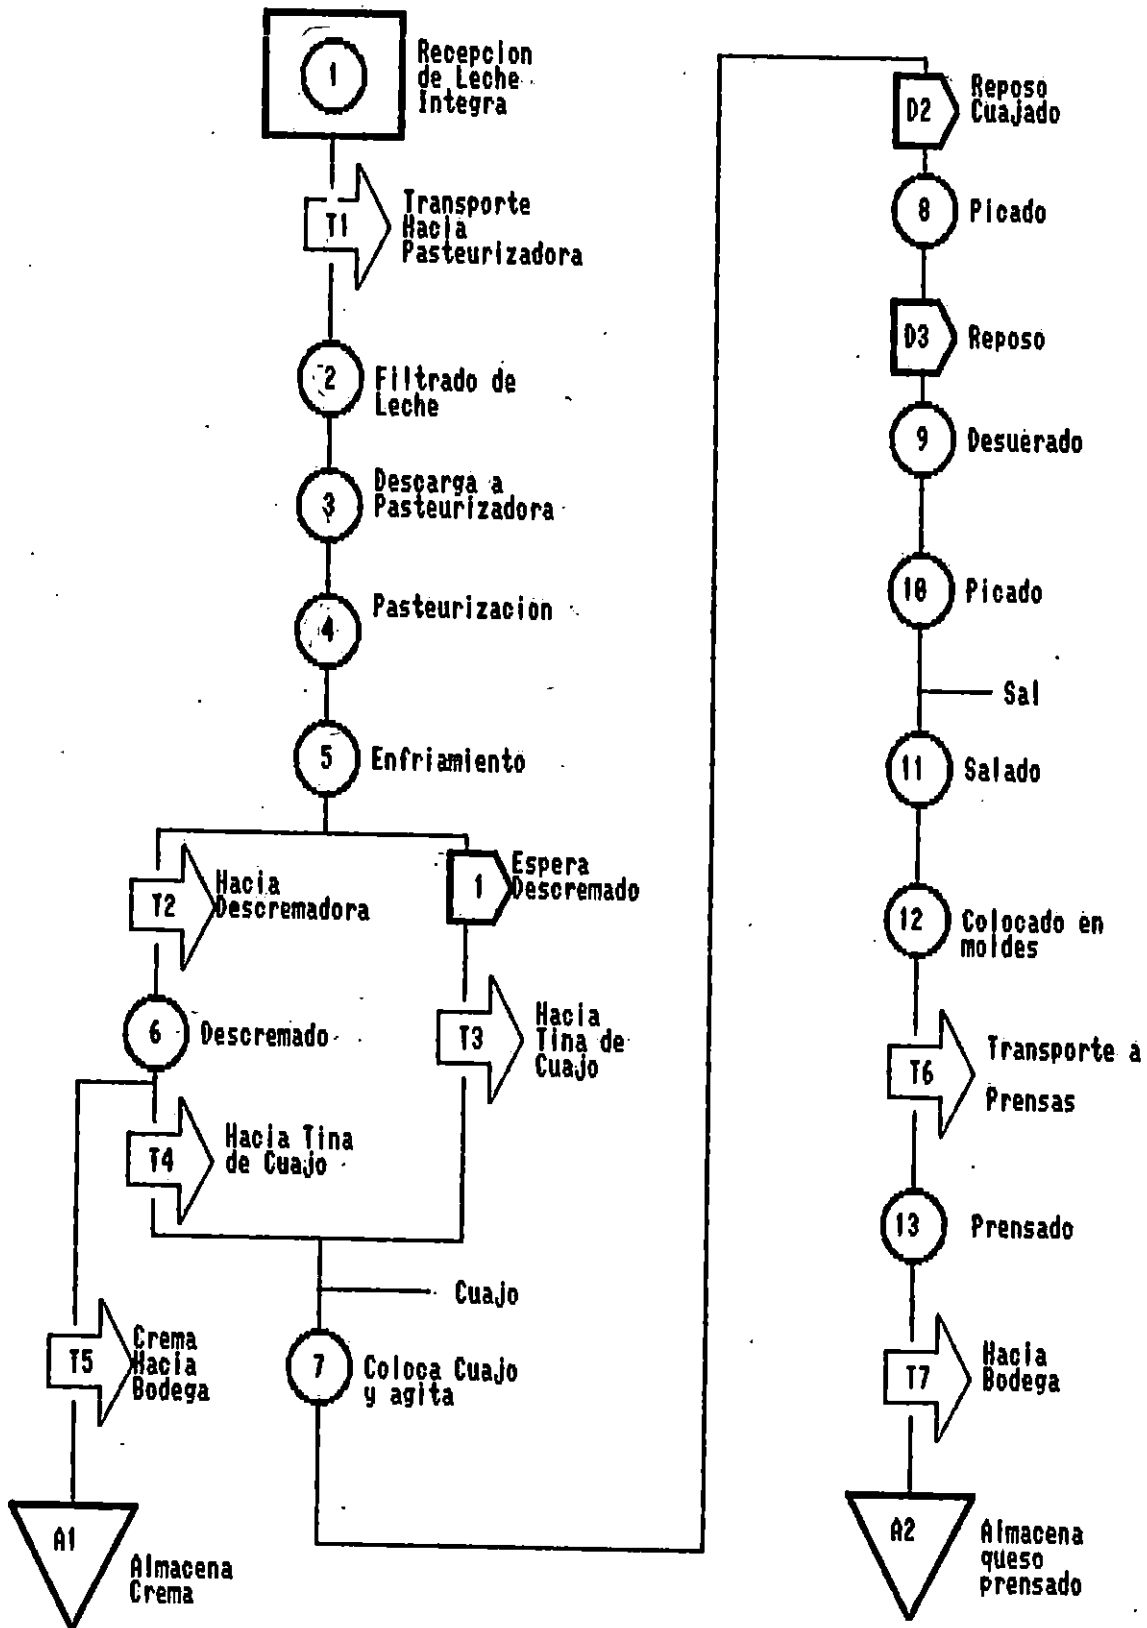 1
Recepcion
de Leche
Integra
T1
Transporte
Hacia
Pasteurizadora
2
Filtrado de
Leche
3
Descarga a
Pasteurizadora
4
Pasteurizacion
5
Enfriamiento
T2
Hacia
Descremadora
1
Espera
Descremado
6
Descremado
T3
Hacia
Tina de
Cuajo
T4
Hacia Tina
de Cuajo
Cuajo
T5
Crema
Hacia
Bodega
7
Coloca Cuajo
y agita
A1
Almacena
Crema
D2
Reposo
Cuajado
8
Picado
D3
Reposo
9
Desuerado
10
Picado
Sal
11
Salado
12
Colocado en
moldes
T6
Transporte a
Prensas
13
Prensado
T7
Hacia
Bodega
A2
Almacena
queso
prensado